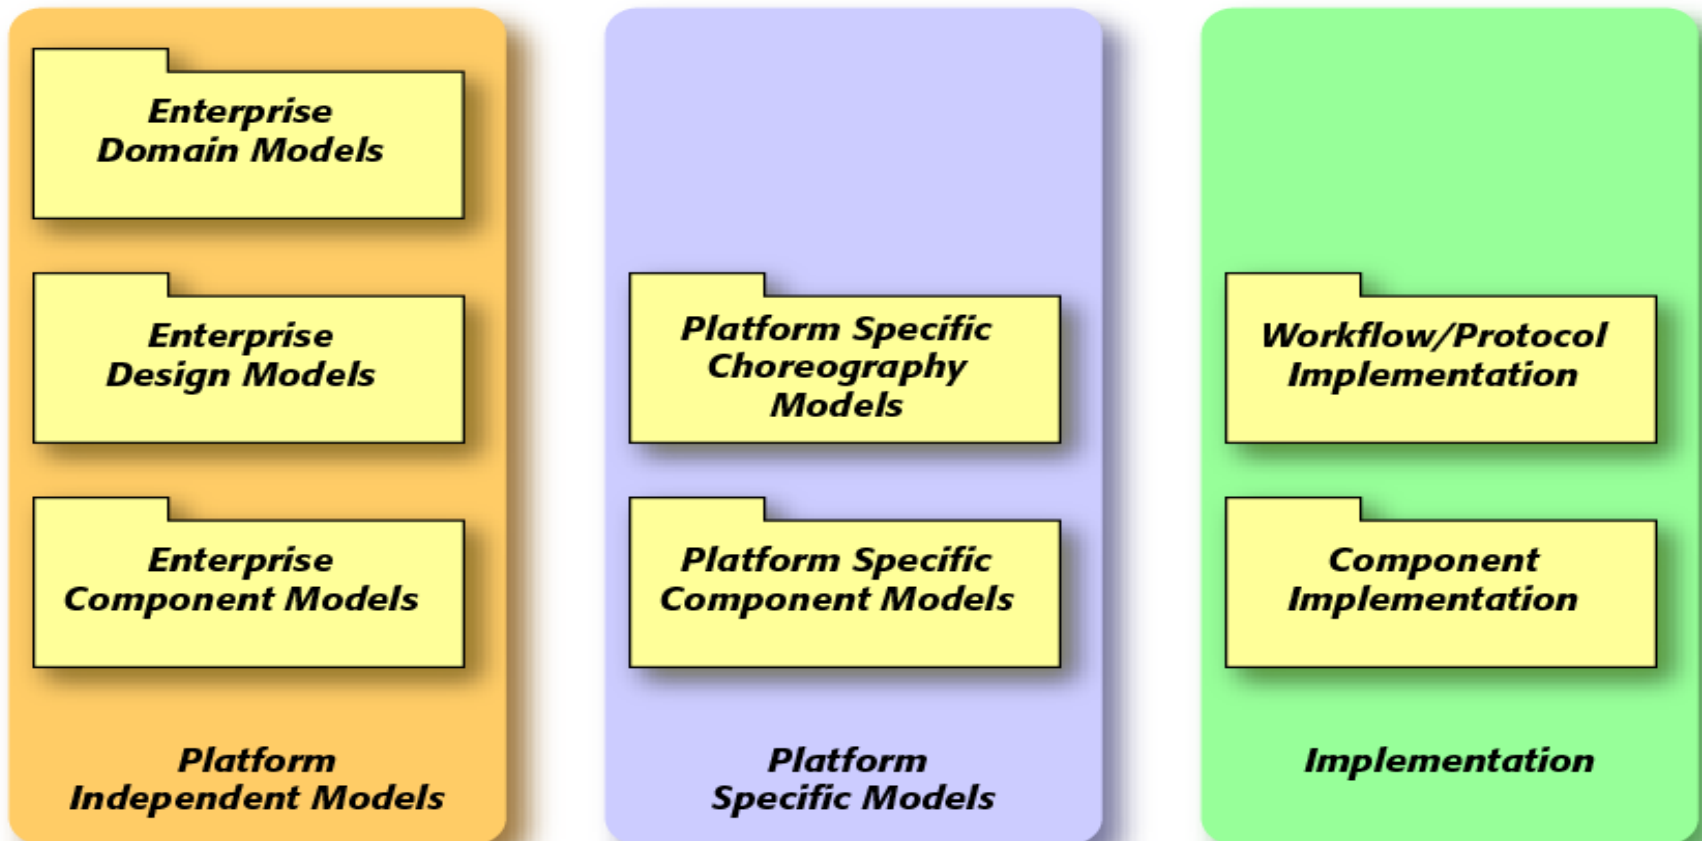 Enterprise
Domain Models
Enterprise
Design Models
Enterprise
Component Models
Platform
Independent Models
Platform Specific
Choreography
Models
Platform Specific
Component Models
Platform
Specific Models
Workflow/Protocol
Implementation
Component
Implementation
Implementation